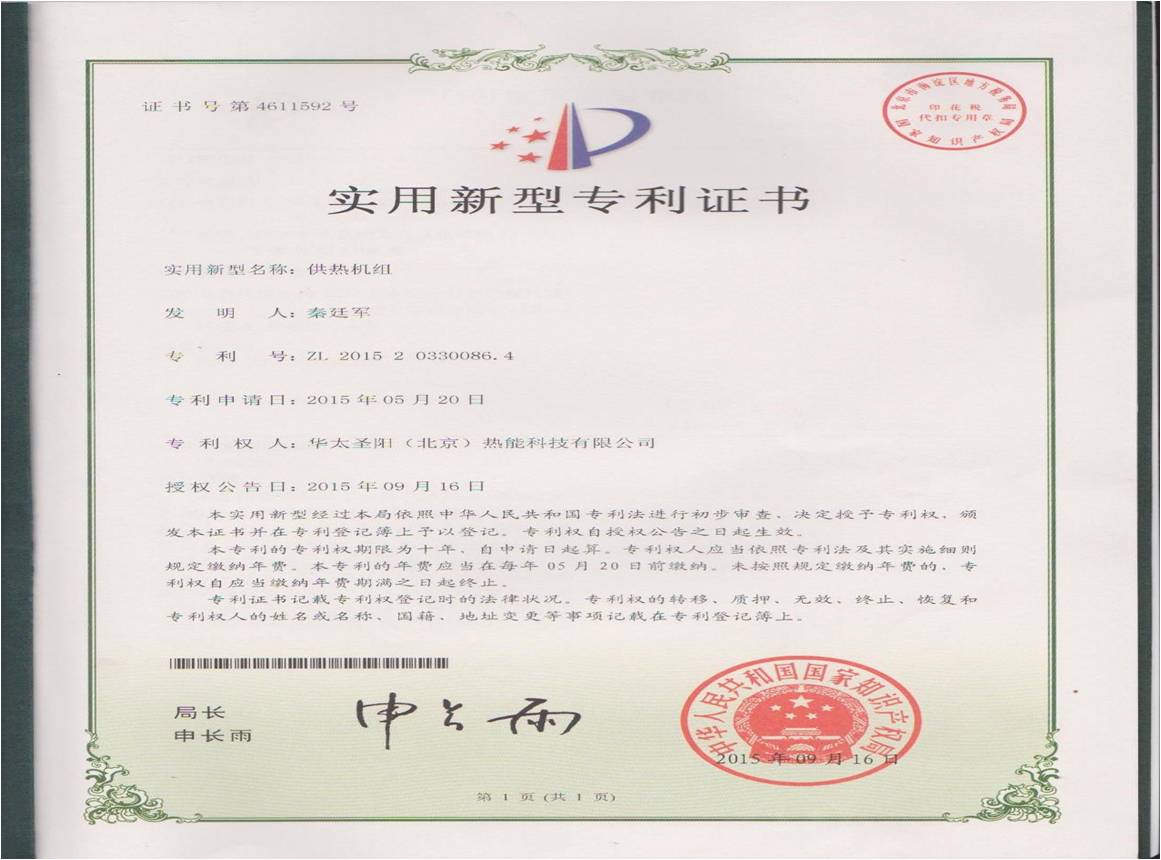 证书号第4611592号
北京市海淀区地方税务局
印花税
代扣专用章
国家知识产权局
实用新型专利证书
实用新型名称：供热机组
发明人：秦廷军
专利号：ZL 2015 2 0330086.4
专利申请日：2015年05月20日
专利权人：华太圣阳（北京）热能科技有限公司
授权公告日：2015年09月16日
本实用新型经过本局依照中华人民共和国专利法进行初步审查，决定授予专利权，颁
发本证书并在专利登记簿上予以登记。专利权自授权公告之日起生效。
本专利的专利权期限为十年，自申请日起算。专利权人应当依照专利法及其实施细则
规定缴纳年费。本专利的年费应当在每年05月20日前缴纳。未按照规定缴纳年费的，专
利权自应当缴纳年费期满之日起终止。
专利证书记载专利权登记时的法律状况。专利权的转移、质押、无效、终止、恢复和
专利权人的姓名或名称、国籍、地址变更等事项记载在专利登记簿上。
局长
申长雨
申长雨
中华人民共和国国家知识产权局
2015年09月16日
第1页(共1页)